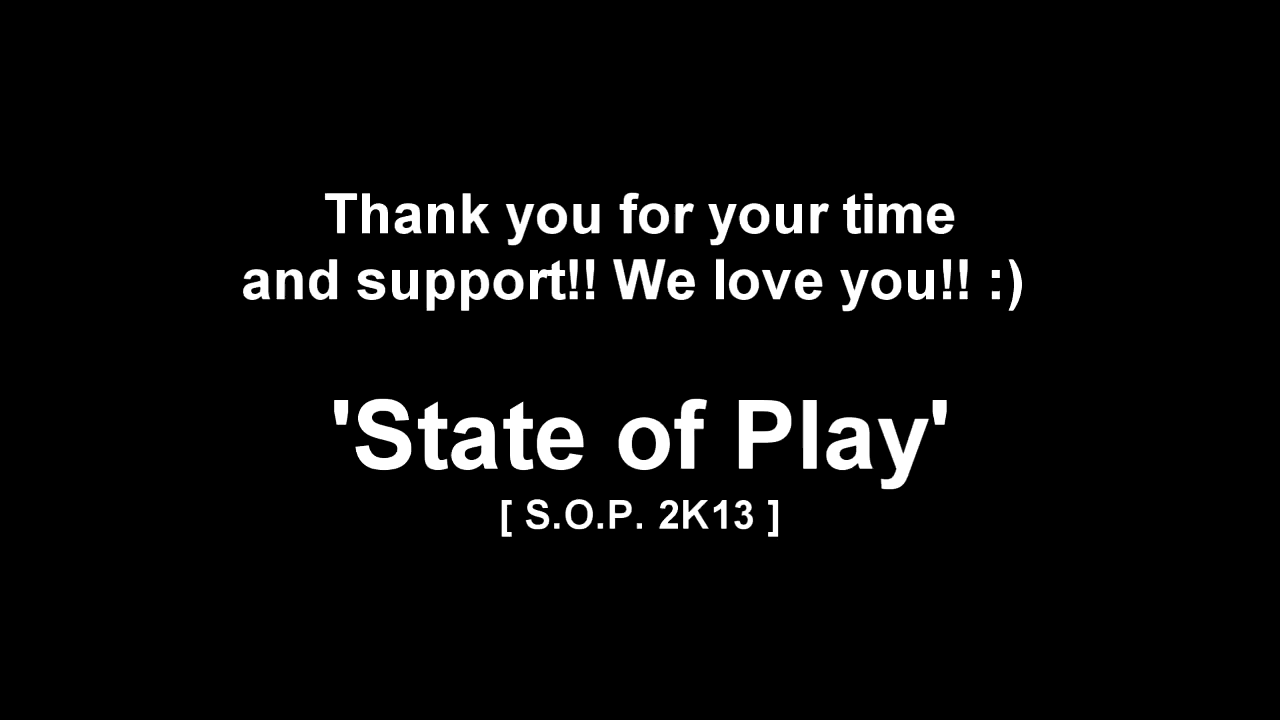 Thank you for your time
and support!! We love you!! :)
'State of Play'
[ S.O.P. 2K13 ]